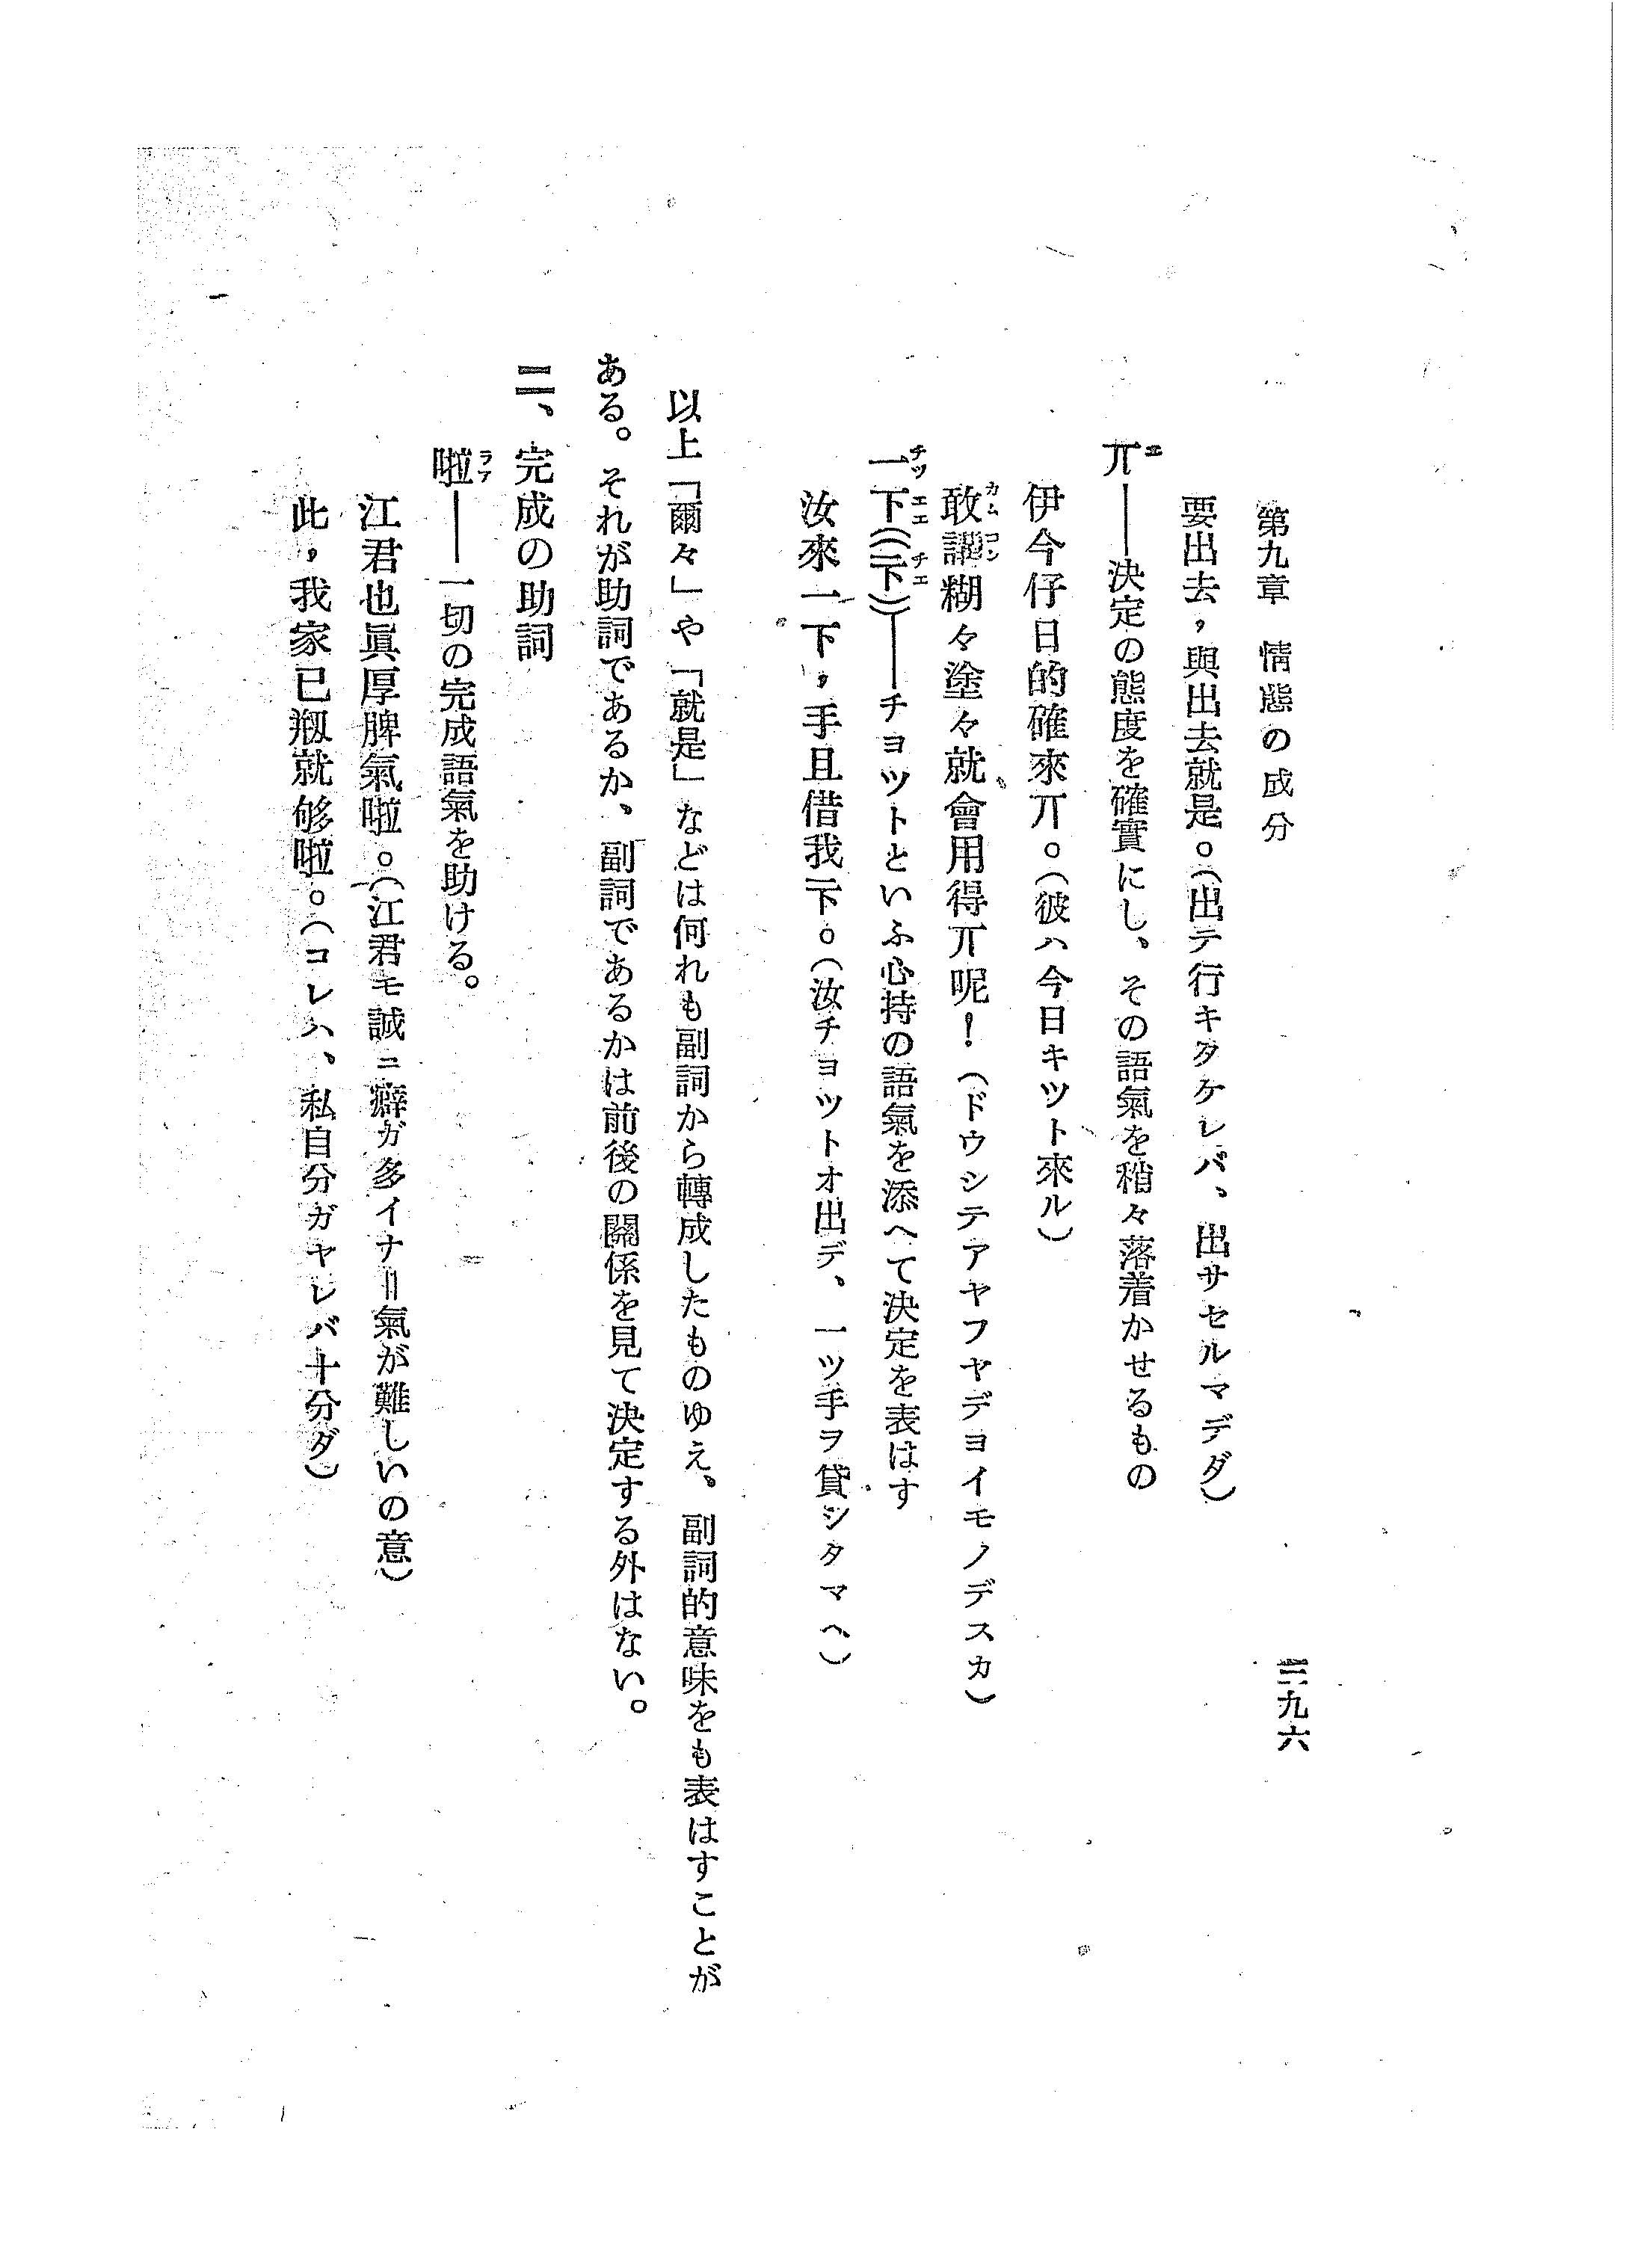 第九章　情態の成分
三九六
要出去，與出去就是。（出テ行キタケレバ、出サセルマデダ）
丌――決定の態度を確實にし、その語氣を稍々落着かせるもの
エ
伊今仔日的確來丌。（彼ハ今日キツト來ル）
敢講糊々塗々就會用得丌呢！（ドウシテアヤフヤデヨイモノデスカ）
カム　コン
一下（下）――チヨツトといふ心持の語氣を添へて決定を表はす
チツ　エエ　チエ
汝來一下，手且借我下。（汝チヨツトオ出デ、一ツ手ヲ貸シタマヘ）
以上「爾々」や「就是」などは何れも副詞から轉成したものゆえ、副詞的意味をも表はすことが
ある。それが助詞であるか、副詞であるかは前後の關係を見て決定する外はない。
二、完成の助詞
啦――一切の完成語氣を助ける。
ラア
江君也眞厚脾氣啦。（江君モ誠ニ癖ガ多イナ＝氣が難しいの意）
此，我家已就够啦。（コレハ、私自分ガヤレバ十分ダ）